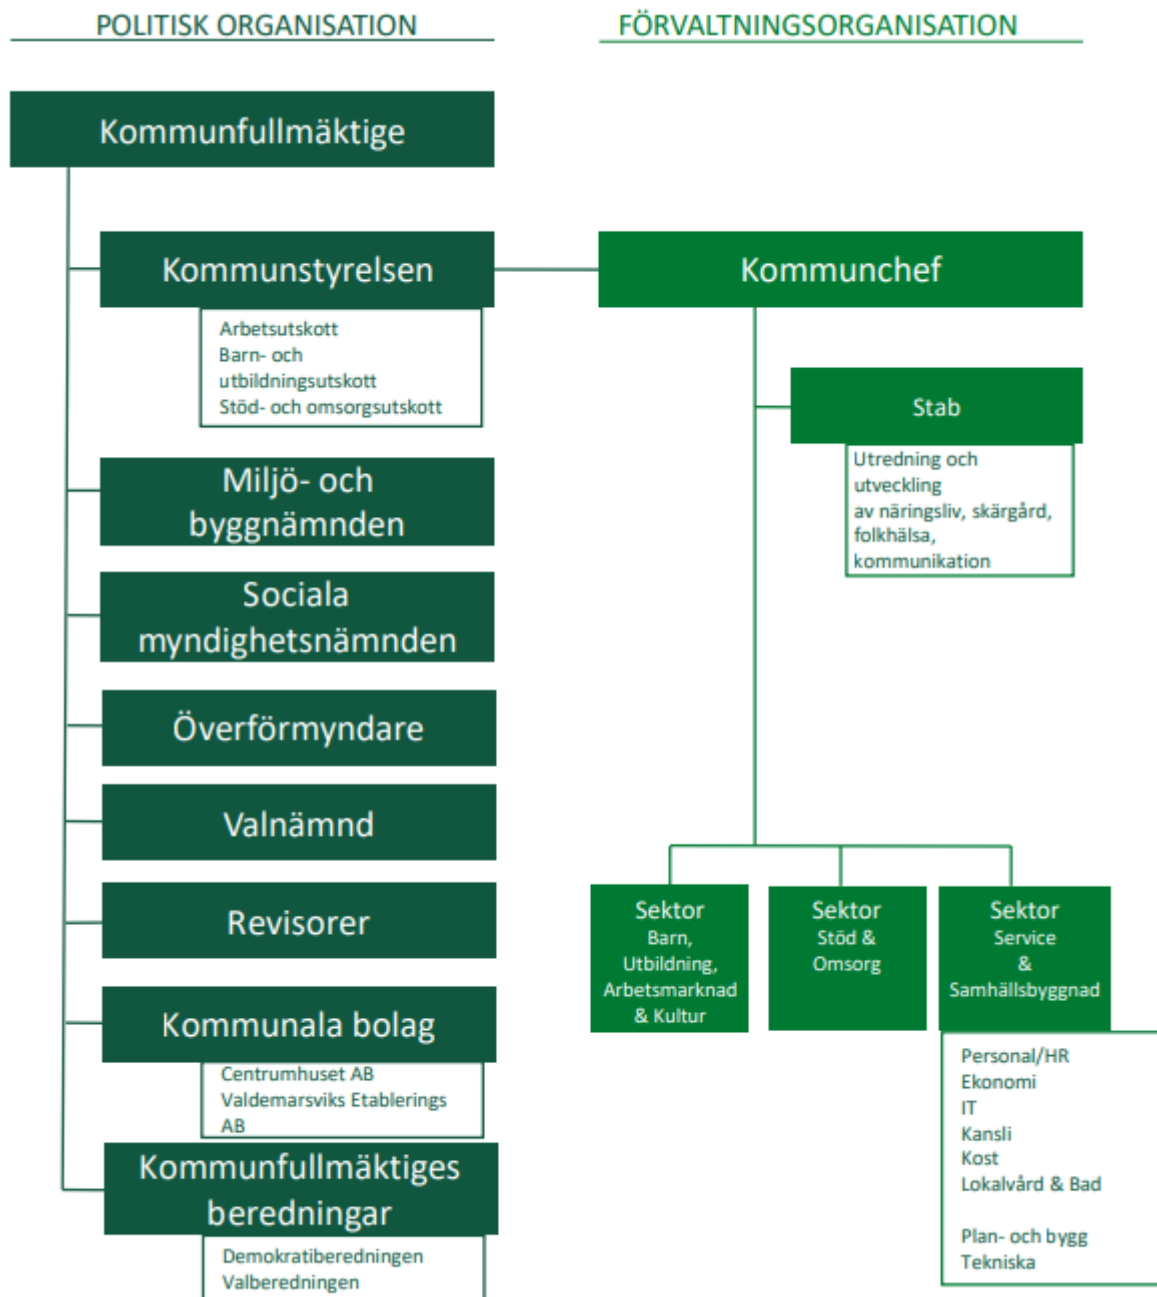 POLITISK ORGANISATION
Kommunfullmäktige
Kommunstyrelsen
Arbetsutskott
Barn- och
utbildningsutskott
Stöd- och omsorgsutskott
Miljö- och
byggnämnden
Sociala
myndighetsnämnden
Överförmyndare
Valnämnd
Revisorer
Kommunala bolag
Centrumhuset AB
Valdemarsviks Etablerings
AB
Kommunfullmäktiges
beredningar
Demokratiberedningen
Valberedningen
FÖRVALTNINGSORGANISATION
Kommunchef
Stab
Utredning och
utveckling
av näringsliv, skärgård,
folkhälsa,
kommunikation
Sektor
Barn,
Utbildning,
Arbetsmarknad
& Kultur
Sektor
Stöd &
Omsorg
Sektor
Service
&
Samhällsbyggnad
Personal/HR
Ekonomi
IT
Kansli
Kost
Lokalvård & Bad
Plan- och bygg
Tekniska